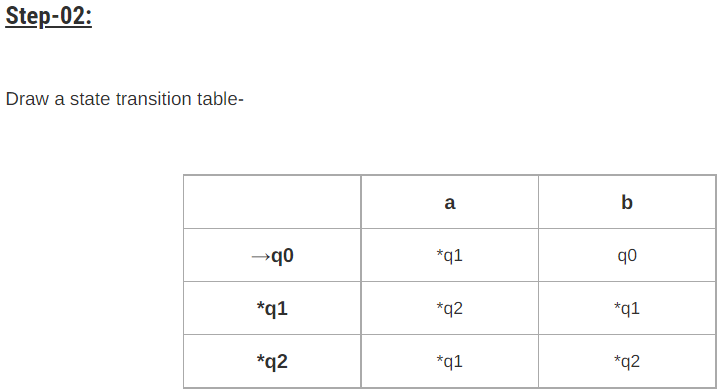 Step-02:
Draw a state transition table-
a b
→q0 *q1 q0
*q1 *q2 *q1
*q2 *q1 *q2